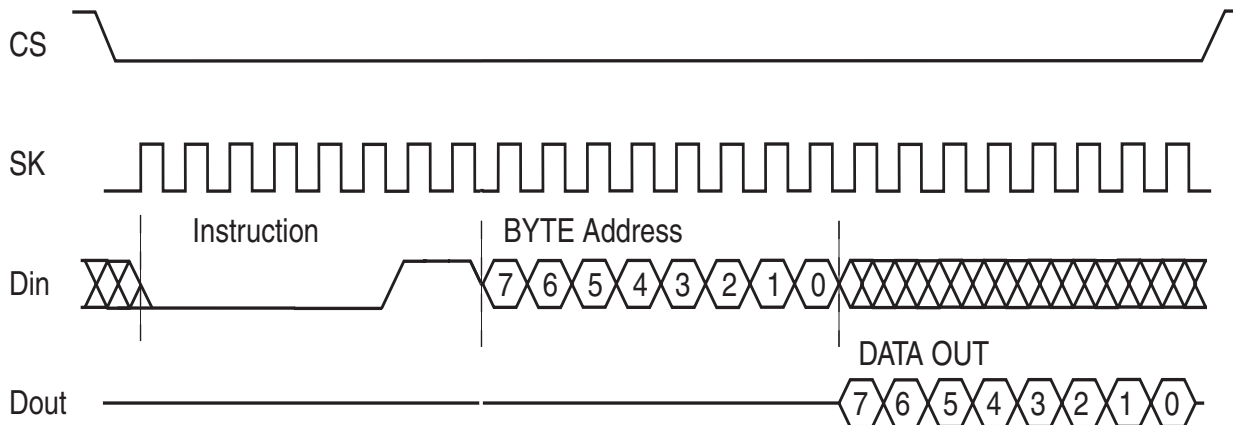 CS
SK
Instruction BYTE Address
Din 7 6 5 4 3 2 1 0
DATA OUT
Dout 7 6 5 4 3 2 1 0